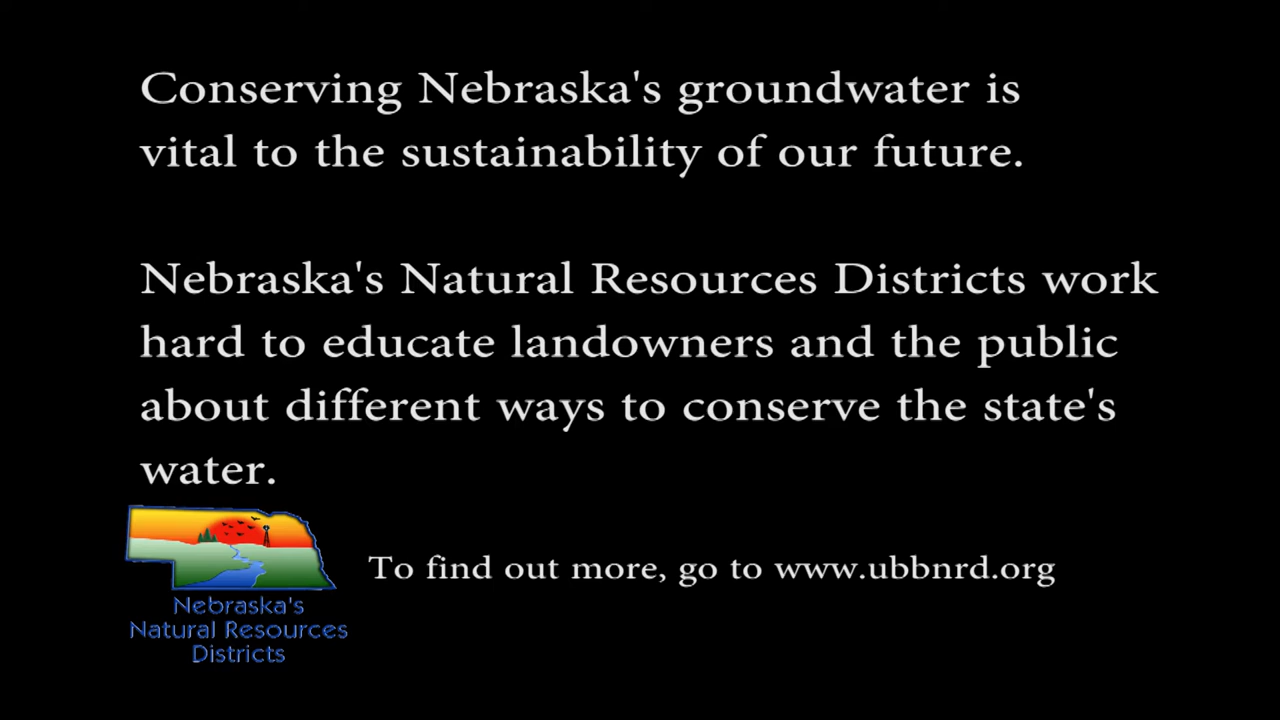 Conserving Nebraska's groundwater is
vital to the sustainability of our future.
Nebraska's Natural Resources Districts work
hard to educate landowners and the public
about different ways to conserve the state's
water.
To find out more, go to www.ubbnrd.org
Nebraska's
Natural Resources
Districts